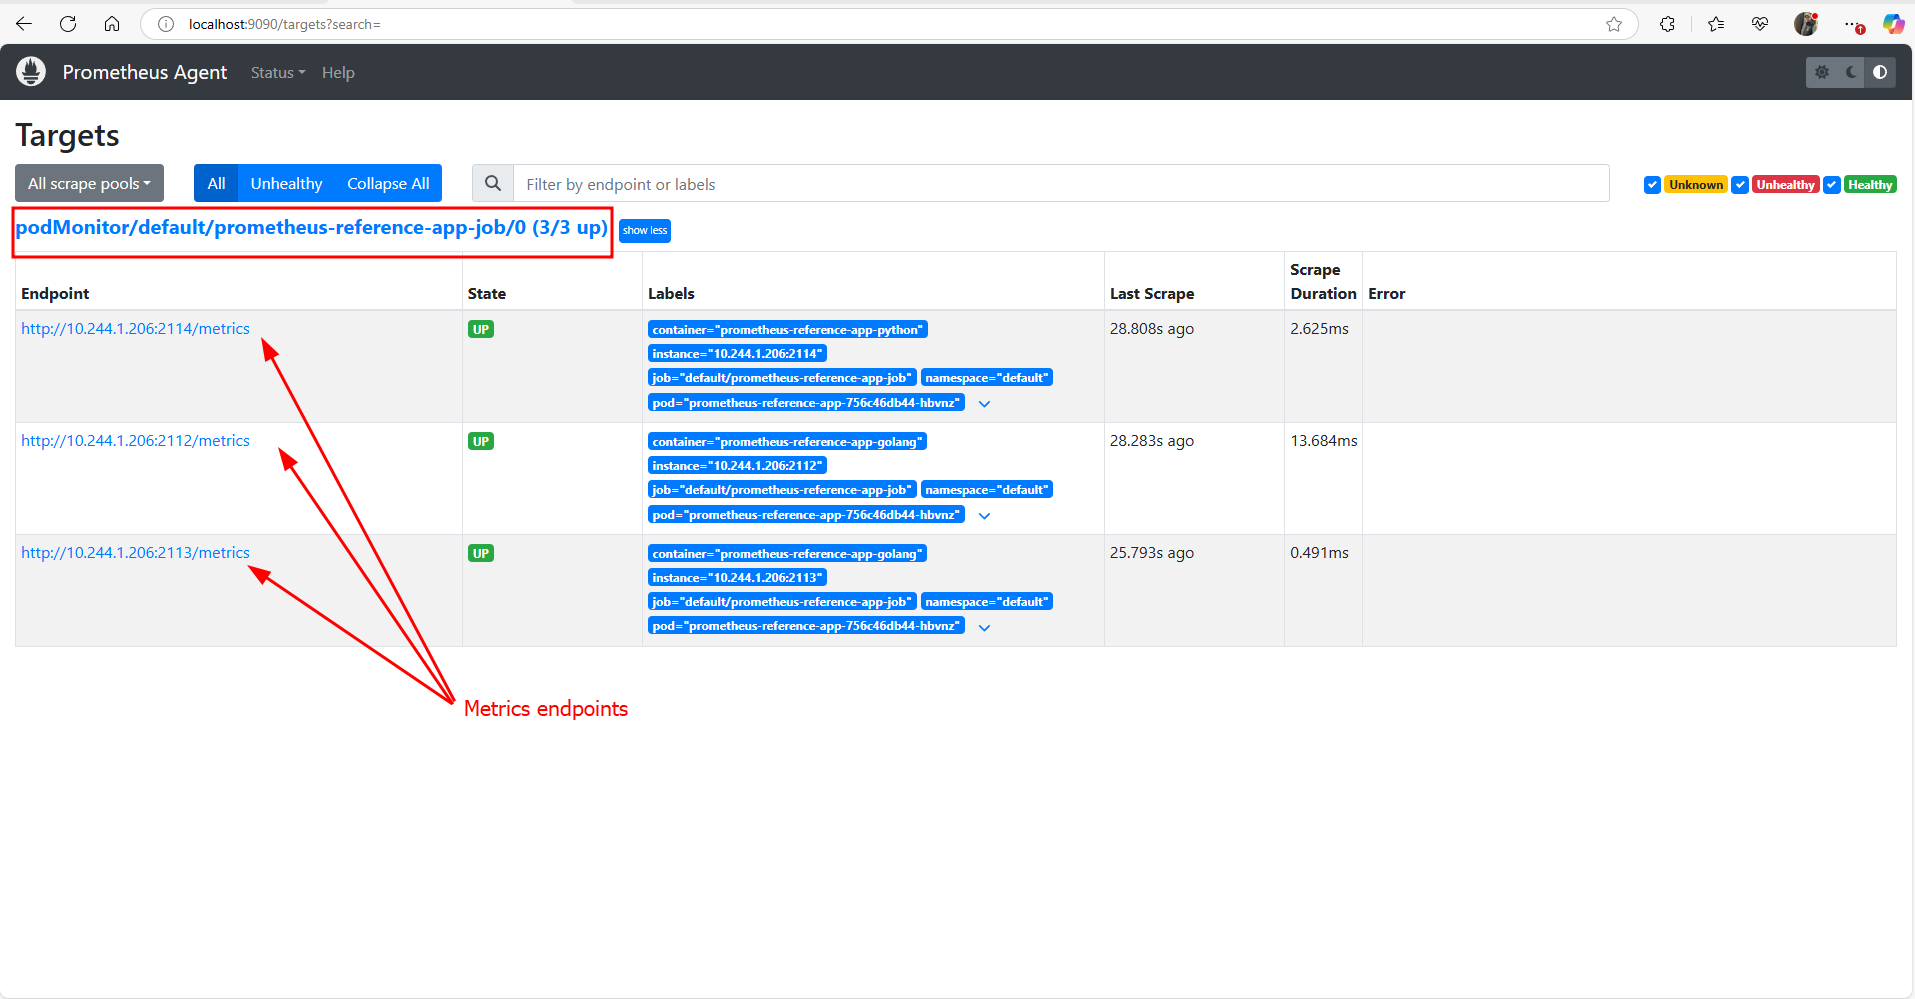 localhost:9090/targets?search=
1
Prometheus Agent Status Help
Targets
All scrape pools All Unhealthy Collapse All Filter by endpoint or labels Unknown Unhealthy Healthy
podMonitor/default/prometheus-reference-app-job/0 (3/3 up) show less
Endpoint State Labels Last Scrape Scrape Duration Error
http://10.244.1.206:2114/metrics UP container="prometheus-reference-app-python" 28.808s ago 2.625ms
instance="10.244.1.206:2114"
job="default/prometheus-reference-app-job" namespace="default"
pod="prometheus-reference-app-756c46db44-hbvnz"
http://10.244.1.206:2112/metrics UP container="prometheus-reference-app-golang" 28.283s ago 13.684ms
instance="10.244.1.206:2112"
job="default/prometheus-reference-app-job" namespace="default"
pod="prometheus-reference-app-756c46db44-hbvnz"
http://10.244.1.206:2113/metrics UP container="prometheus-reference-app-golang" 25.793s ago 0.491ms
instance="10.244.1.206:2113"
job="default/prometheus-reference-app-job" namespace="default"
pod="prometheus-reference-app-756c46db44-hbvnz"
Metrics endpoints